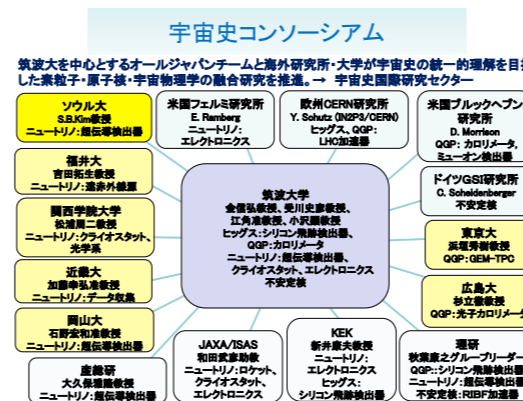 宇宙史コンソーシアム
筑波大を中心とするオールジャパンチームと海外研究所・大学が宇宙史の統一的理解を目指
した素粒子・原子核・宇宙物理学の融合研究を推進。→ 宇宙史国際研究セクター
ソウル大
S.B.Kim教授
ニュートリノ:超伝導検出器
米国フェルミ研究所
E. Ramberg
ニュートリノ:
エレクトロニクス
欧州CERN研究所
Y. Schutz (IN2P3/CERN)
ヒッグス、QGP:
LHC加速器
米国ブルックヘブン
研究所
D. Morrison
QGP: カロリメータ,
ミューオン検出器
福井大
吉田拓生教授
ニュートリノ:遠赤外線源
関西学院大学
松浦周二教授
ニュートリノ:クライオスタット、
光学系
近畿大
加藤幸弘准教授
ニュートリノ:データ収集
岡山大
石野宏和准教授
ニュートリノ:超伝導検出器
筑波大学
金信弘教授、受川史彦教授、
江角准教授、小沢顕教授
ヒッグス:シリコン飛跡検出器、
QGP:カロリメータ
ニュートリノ:超伝導検出器、
クライオスタット、エレクトロニクス
不安定核
ドイツGSI研究所
C. Scheidenberger
不安定核
東京大
浜垣秀樹教授
QGP:GEM-TPC
広島大
杉立徹教授
QGP:光子カロリメータ
産総研
大久保雅隆教授
ニュートリノ:超伝導検出器
JAXA/ISAS
和田武彦助教
ニュートリノ:ロケット、
クライオスタット、
エレクトロニクス
KEK
新井康夫教授
ニュートリノ:
エレクトロニクス
ヒッグス:
シリコン飛跡検出器
理研
秋葉康之グループリーダー
QGP:シリコン飛跡検出器
ニュートリノ:超伝導検出器
不安定核:RIBF加速器